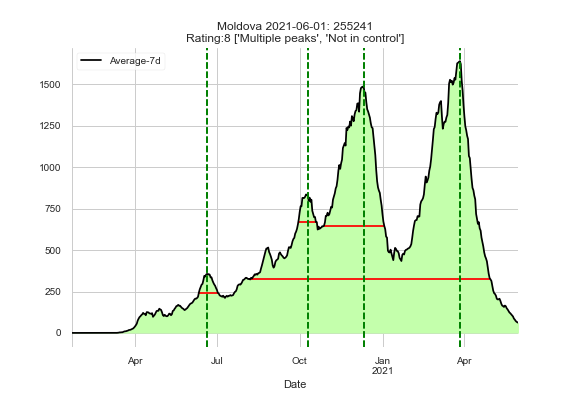 Moldova 2021-06-01: 255241
Rating:8 ['Multiple peaks', 'Not in control']
Average-7d
1500
1250
1000
750
500
250
0
Apr Jul Oct Jan Apr
2021
Date